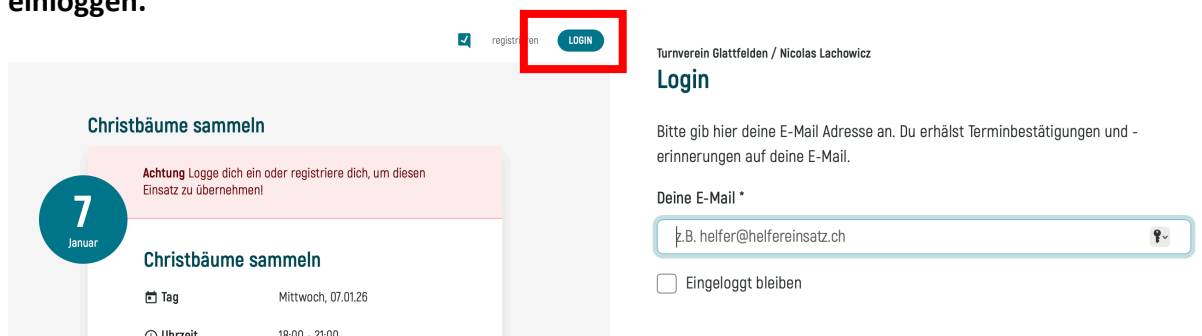 einloggen.
registrieren LOGIN
Christbäume sammeln
Achtung Logge dich ein oder registriere dich, um diesen
Einsatz zu übernehmen!
7
Januar
Christbäume sammeln
Tag Mittwoch, 07.01.26
Uhrzeit 18:00 - 21:00
Turnverein Glattfelden / Nicolas Lachowicz
Login
Bitte gib hier deine E-Mail Adresse an. Du erhälst Terminbestätigungen und -
erinnerungen auf deine E-Mail.
Deine E-Mail *
z.B. helfer@helfereinsatz.ch
Eingeloggt bleiben